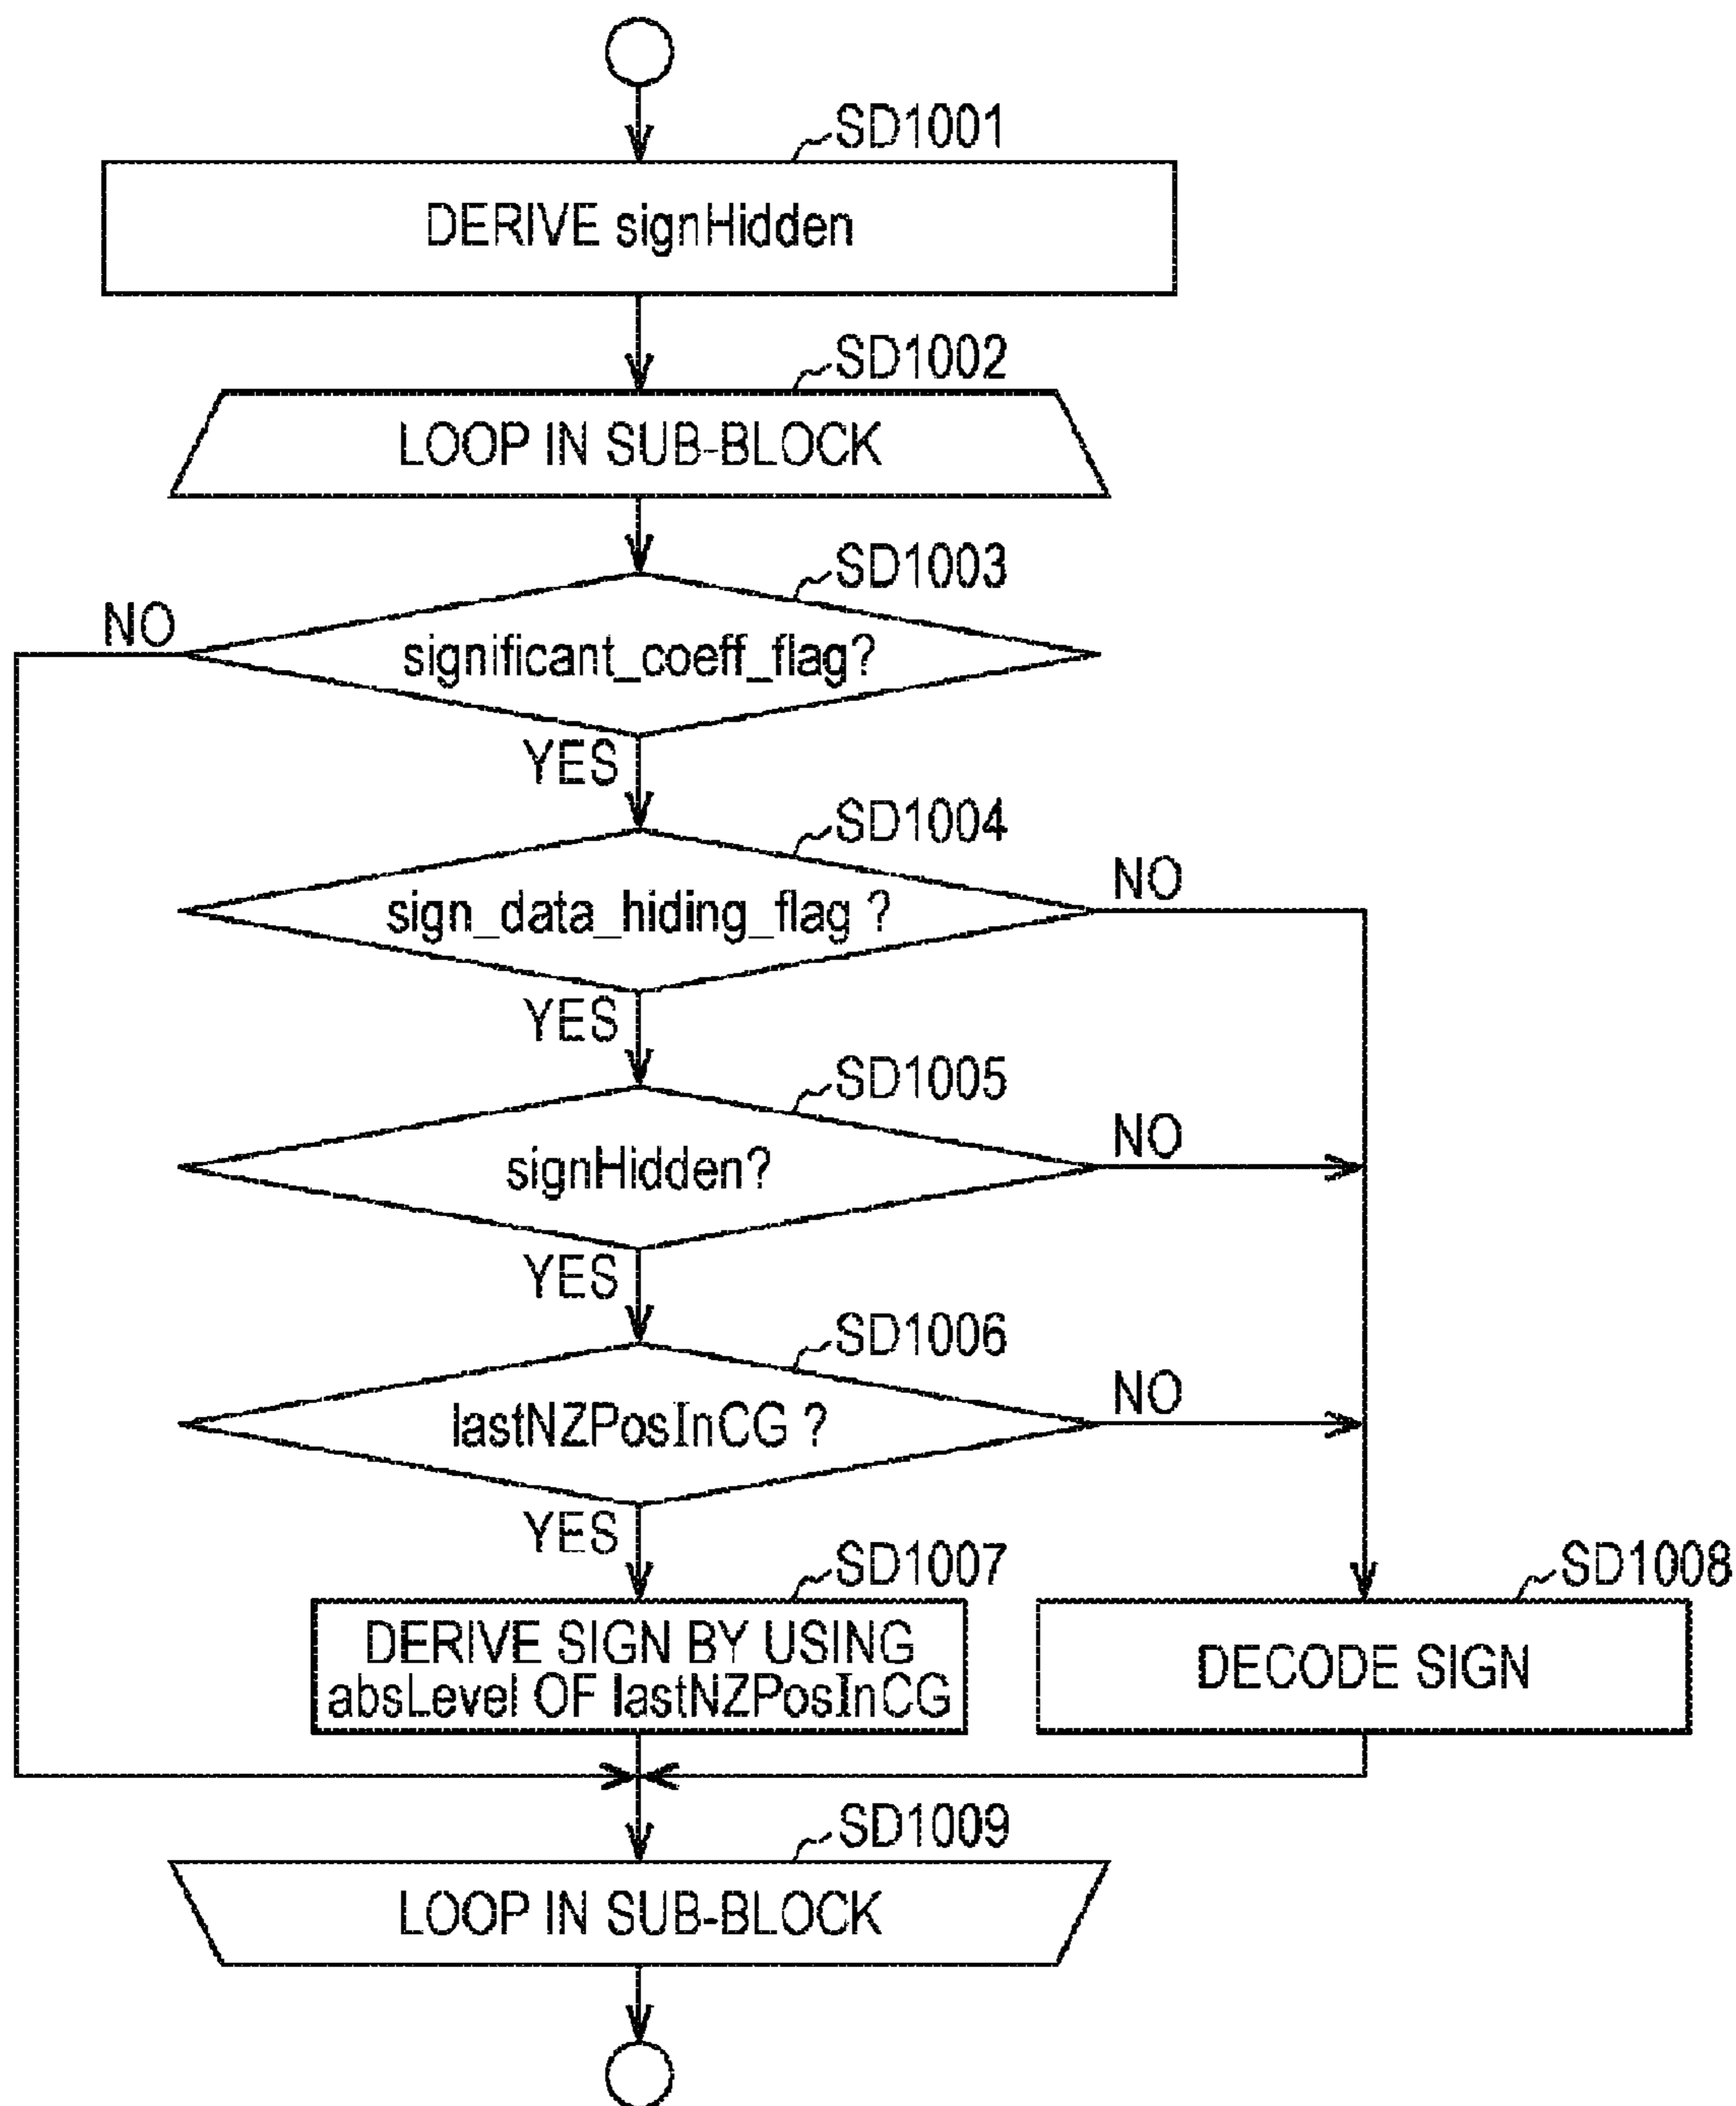 SD1001
DERIVE signHidden
SD1002
LOOP IN SUB-BLOCK
SD1003
NO
significant_coeff_flag?
YES
SD1004
NO
sign_data_hiding_flag ?
YES
SD1005
NO
signHidden?
YES
SD1006
NO
lastNZPosInCG ?
YES
SD1007
SD1008
DERIVE SIGN BY USING
absLevel OF lastNZPosInCG
DECODE SIGN
SD1009
LOOP IN SUB-BLOCK